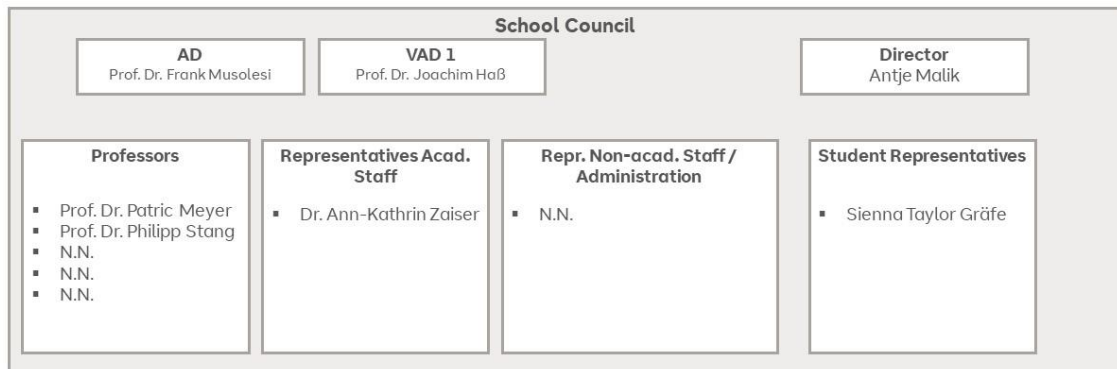 School Council
AD
Prof. Dr. Frank Musolesi
VAD 1
Prof. Dr. Joachim Haß
Director
Antje Malik
Professors
▪ Prof. Dr. Patric Meyer
▪ Prof. Dr. Philipp Stang
▪ N.N.
▪ N.N.
▪ N.N.
Representatives Acad.
Staff
▪ Dr. Ann-Kathrin Zaiser
Repr. Non-acad. Staff /
Administration
▪ N.N.
Student Representatives
▪ Sienna Taylor Gräfe